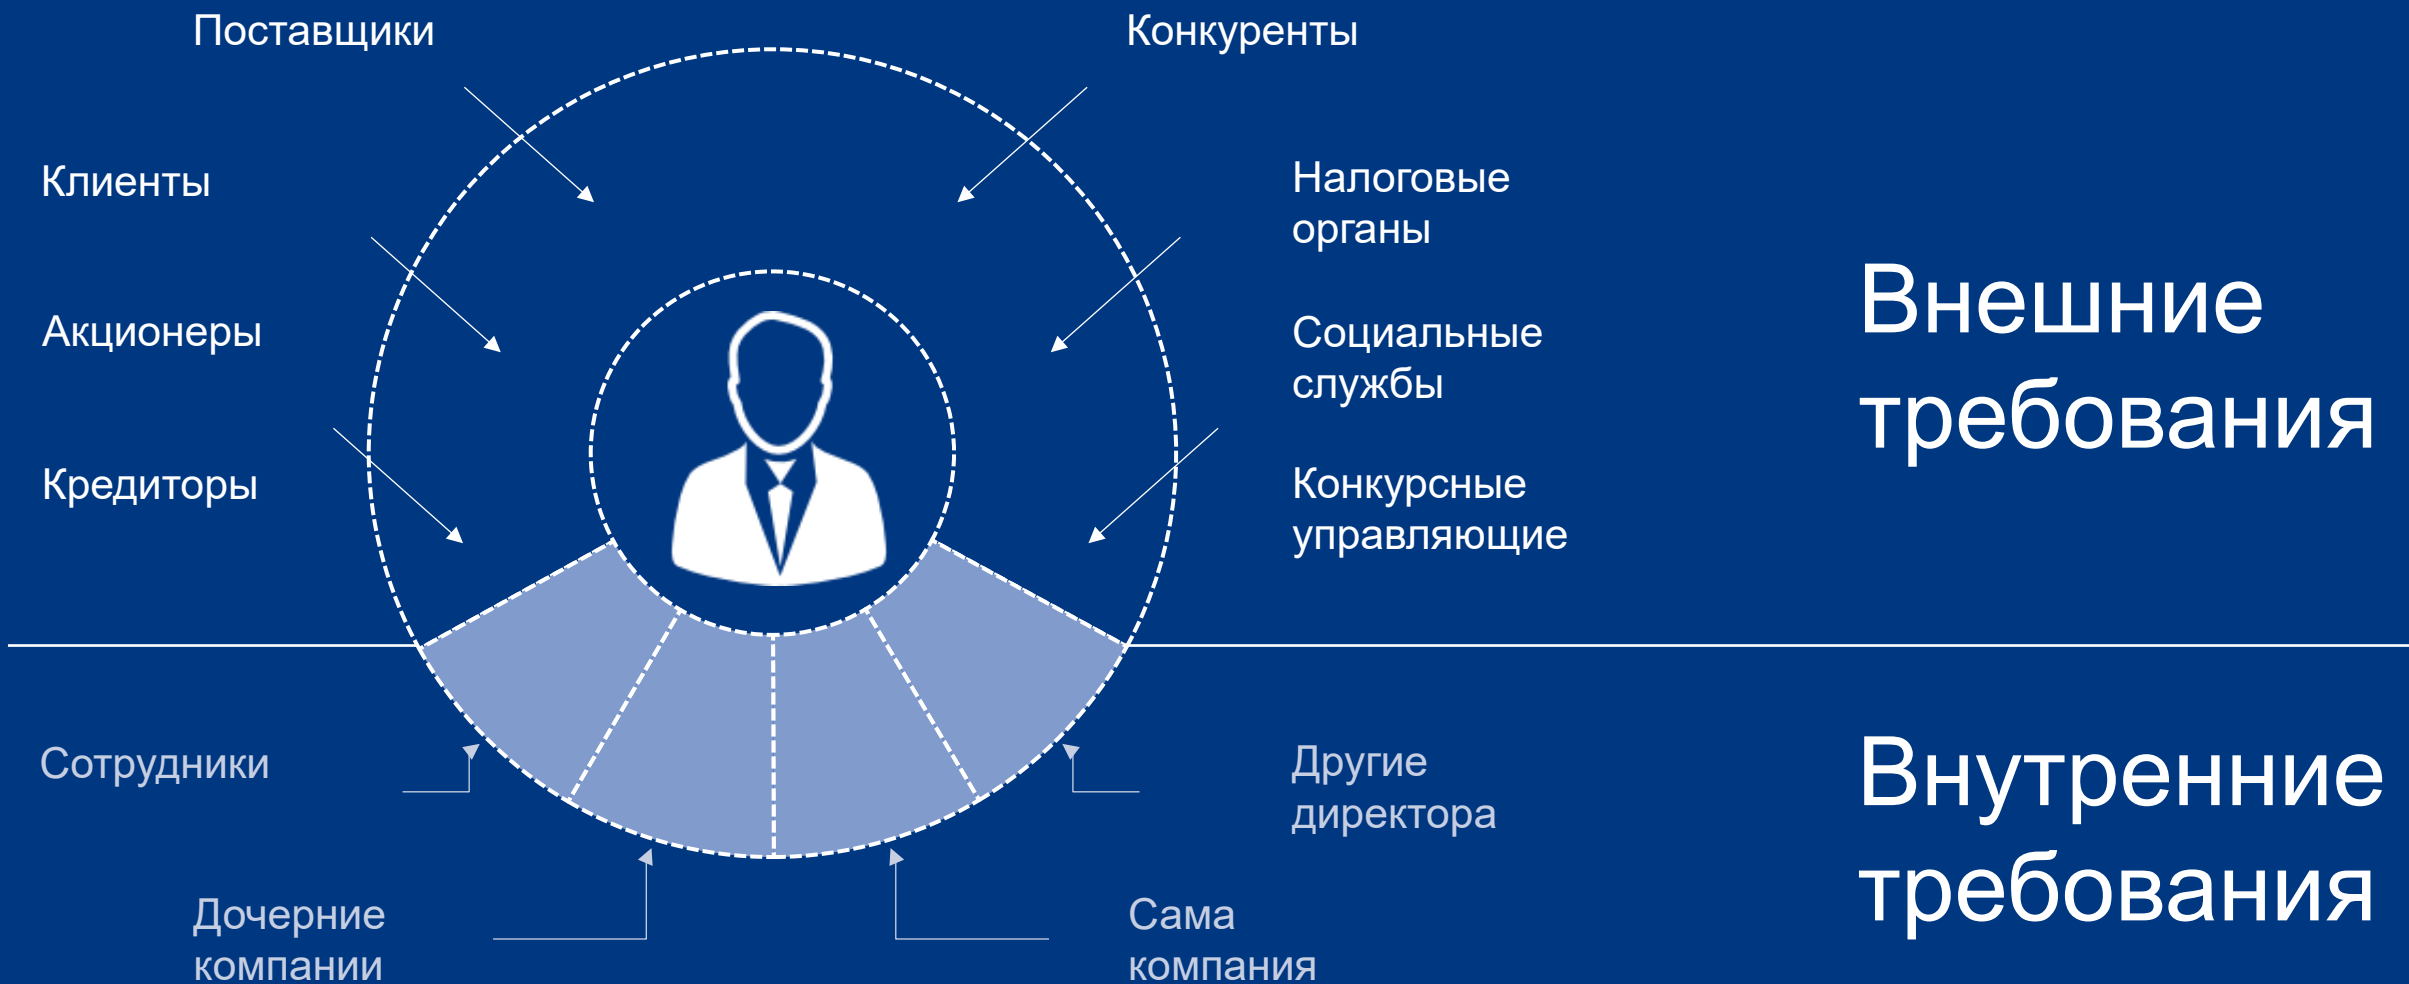 Поставщики
Конкуренты
Клиенты
Налоговые
органы
Акционеры
Социальные
службы
Кредиторы
Конкурсные
управляющие
Внешние
требования
Сотрудники
Другие
директора
Дочерние
компании
Сама
компания
Внутренние
требования